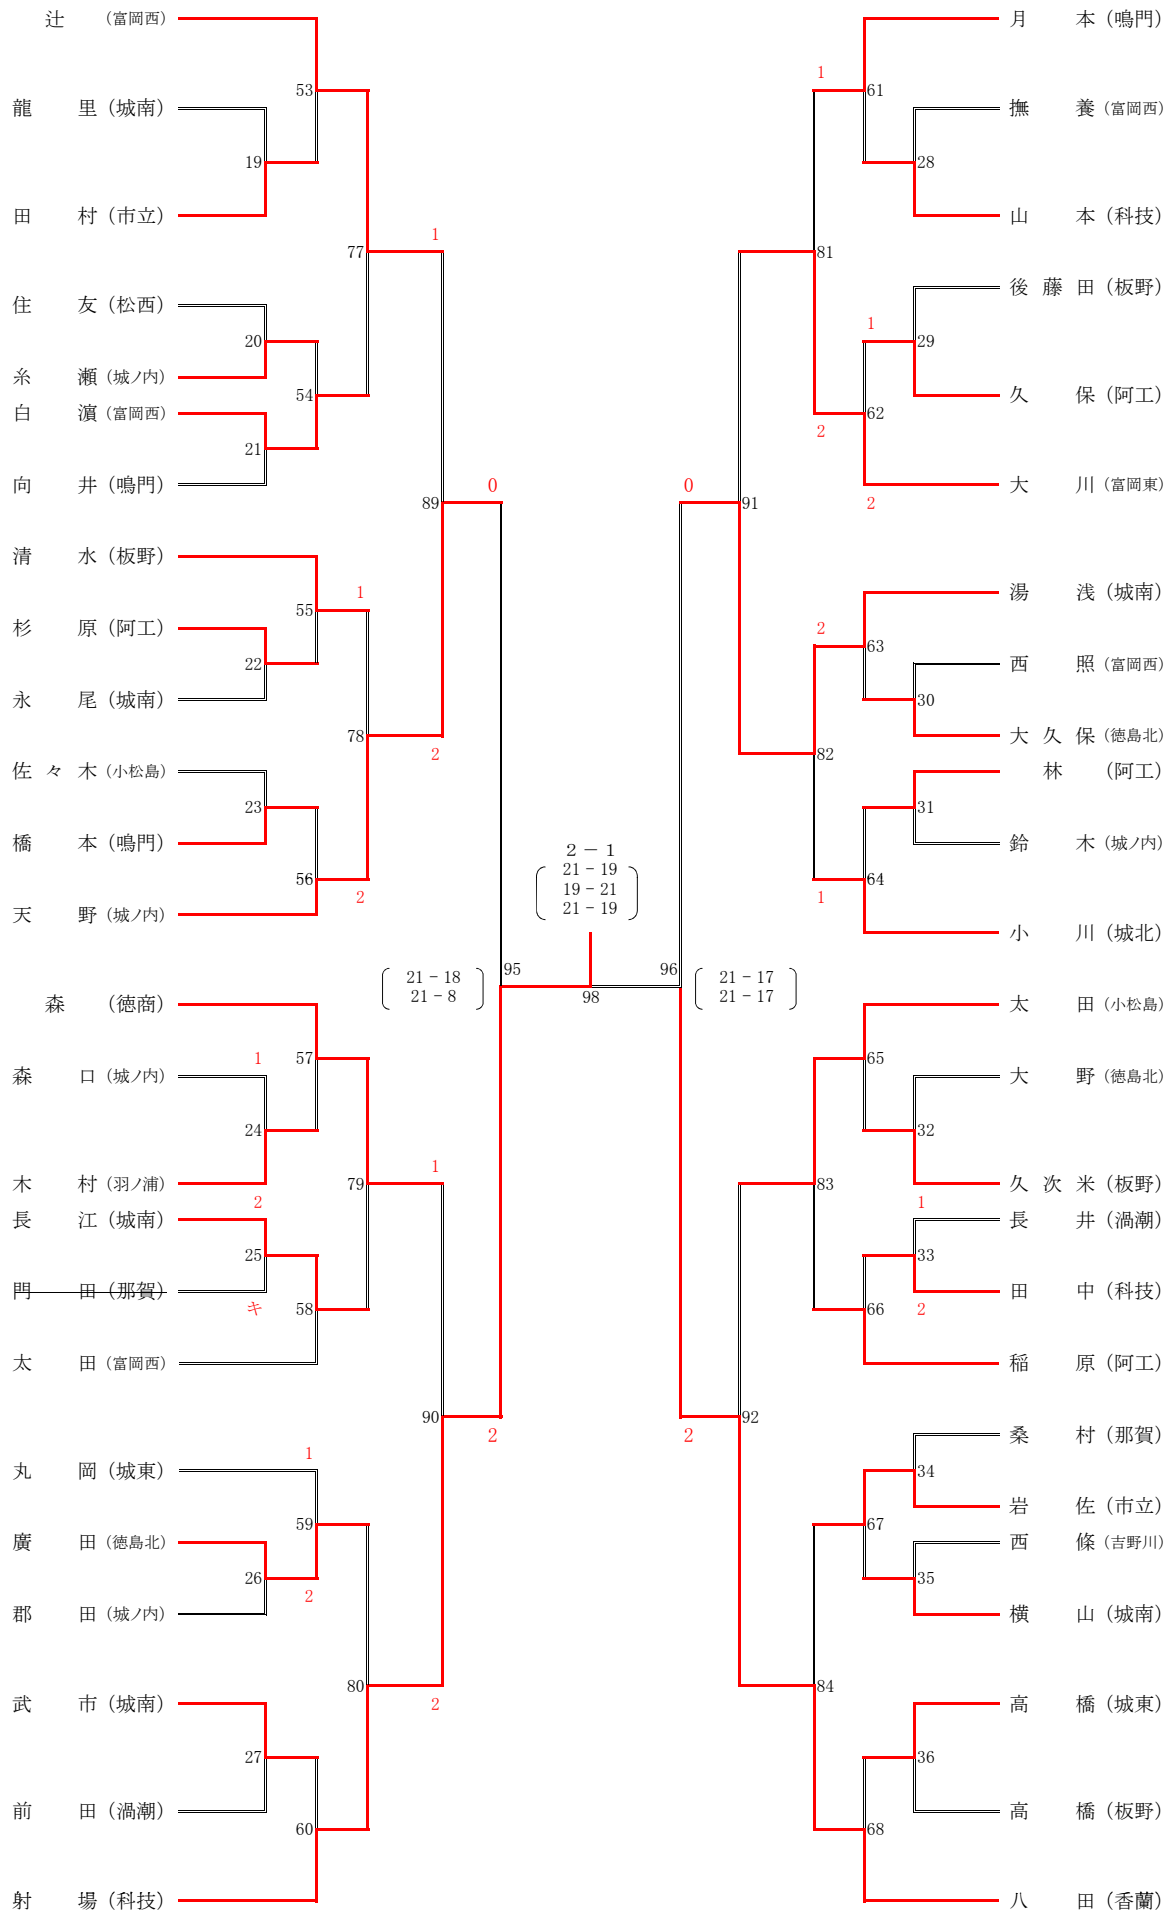 辻 （富岡西）
龍 里（城南）
田 村（市立）
住 友（松西）
糸 瀬（城ノ内）
白 濵（富岡西）
向 井（鳴門）
清 水（板野）
杉 原（阿工）
永 尾（城南）
佐 々 木（小松島）
橋 本（鳴門）
天 野（城ノ内）
森 （徳商）
森 口（城ノ内）
木 村（羽ノ浦）
長 江（城南）
門 田（那賀）
太 田（富岡西）
丸 岡（城東）
廣 田（徳島北）
郡 田（城ノ内）
武 市（城南）
前 田（渦潮）
射 場（科技）
19
20
21
22
23
24
1
2
25
キ
26
27
53
54
55
56
57
58
59
1
2
60
77
78
1
2
79
80
89
1
2
90
1
2
95
0
2
21－18
21－8
２－１
21－19
19－21
21－19
98
96
0
2
21－17
21－17
91
92
81
1
2
82
2
1
83
84
61
62
1
2
63
64
65
66
67
68
28
29
30
31
32
33
1
2
34
35
36
月 本（鳴門）
撫 養（富岡西）
山 本（科技）
後 藤 田（板野）
久 保（阿工）
大 川（富岡東）
湯 浅（城南）
西 照（富岡西）
大 久 保（徳島北）
林 （阿工）
鈴 木（城ノ内）
小 川（城北）
太 田（小松島）
大 野（徳島北）
久 次 米（板野）
長 井（渦潮）
田 中（科技）
稲 原（阿工）
桑 村（那賀）
岩 佐（市立）
西 條（吉野川）
横 山（城南）
高 橋（城東）
高 橋（板野）
八 田（香蘭）